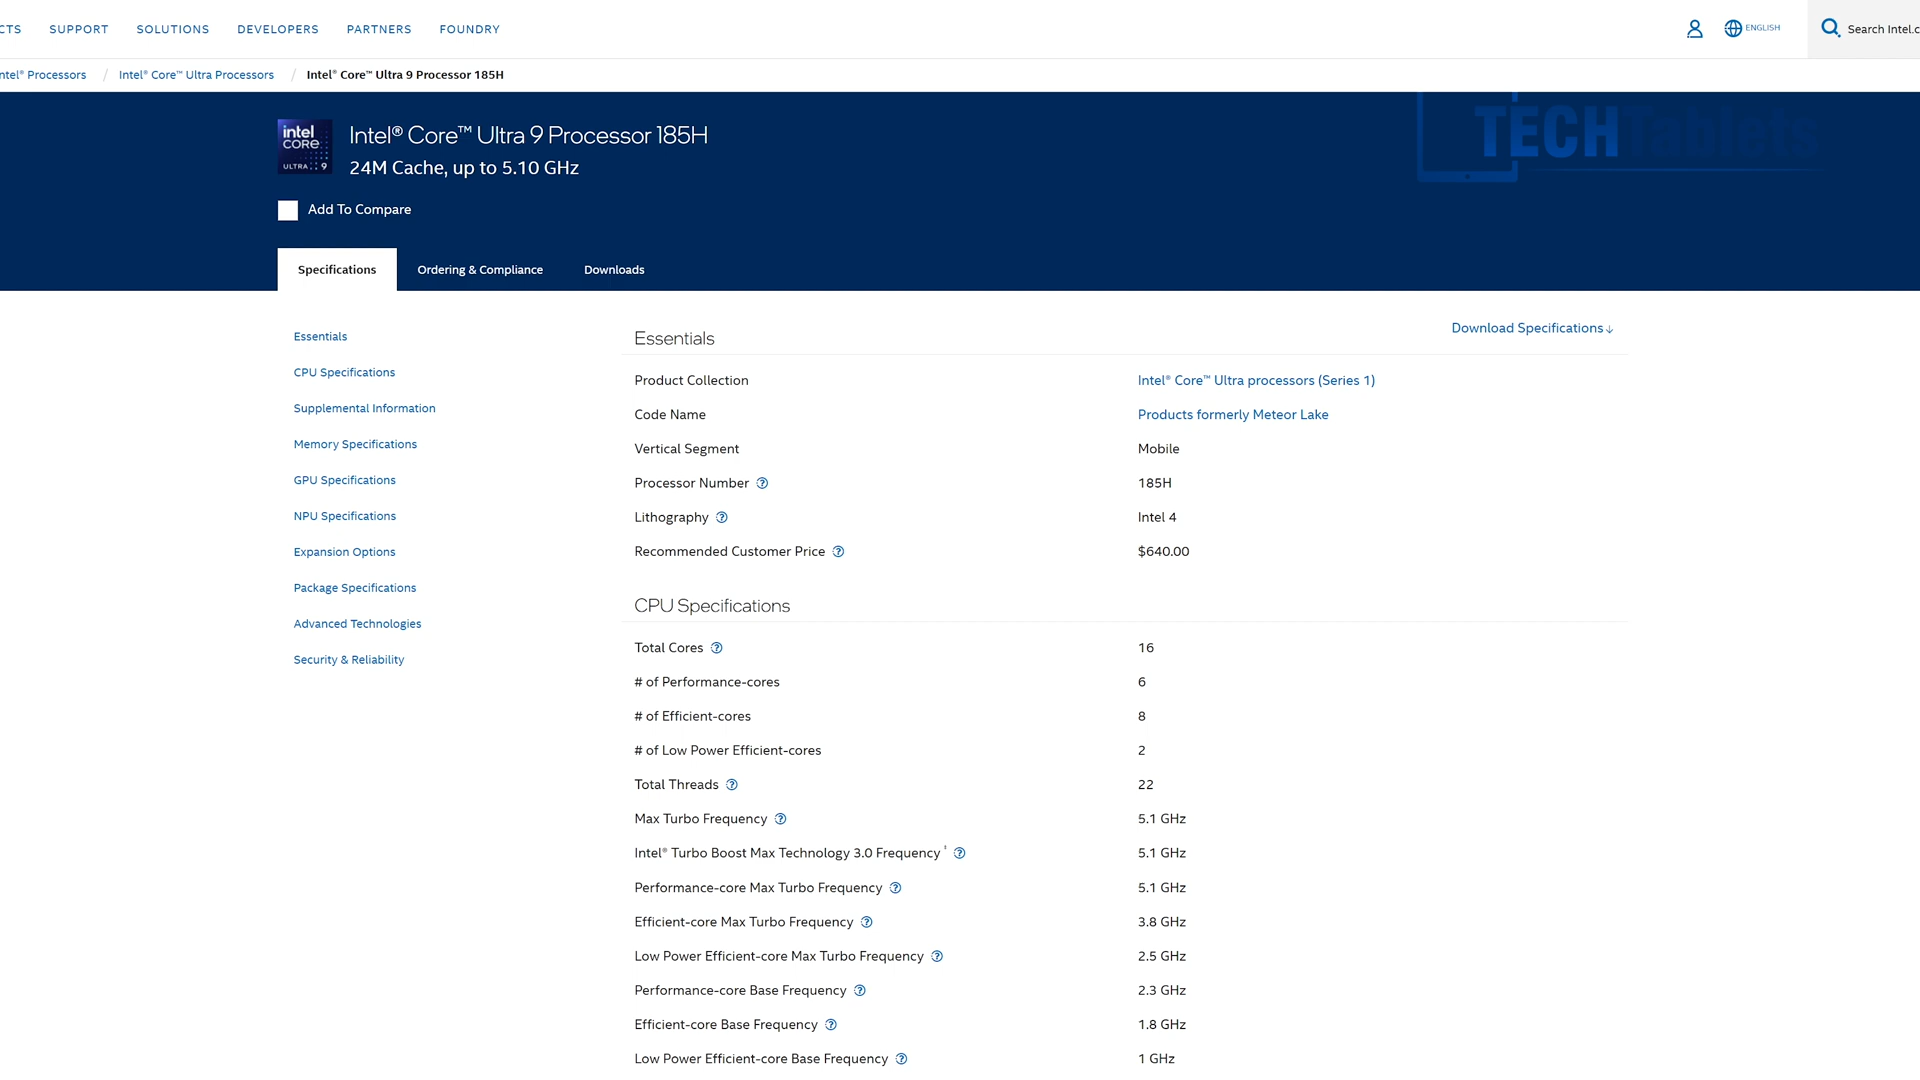 CTS SUPPORT SOLUTIONS DEVELOPERS PARTNERS FOUNDRY ENGLISH Search Intel.c
ntel® Processors / Intel® Core™ Ultra Processors / Intel® Core™ Ultra 9 Processor 185H
intel CORE ULTRA 9
Intel® Core™ Ultra 9 Processor 185H
24M Cache, up to 5.10 GHz
TECHTablets
Add To Compare
Specifications Ordering & Compliance Downloads
Essentials
CPU Specifications
Supplemental Information
Memory Specifications
GPU Specifications
NPU Specifications
Expansion Options
Package Specifications
Advanced Technologies
Security & Reliability
Essentials Download Specifications↓
Product Collection Intel® Core™ Ultra processors (Series 1)
Code Name Products formerly Meteor Lake
Vertical Segment Mobile
Processor Number ? 185H
Lithography ? Intel 4
Recommended Customer Price ? $640.00
CPU Specifications
Total Cores ? 16
# of Performance-cores 6
# of Efficient-cores 8
# of Low Power Efficient-cores 2
Total Threads ? 22
Max Turbo Frequency ? 5.1 GHz
Intel® Turbo Boost Max Technology 3.0 Frequency ‡ ? 5.1 GHz
Performance-core Max Turbo Frequency ? 5.1 GHz
Efficient-core Max Turbo Frequency ? 3.8 GHz
Low Power Efficient-core Max Turbo Frequency ? 2.5 GHz
Performance-core Base Frequency ? 2.3 GHz
Efficient-core Base Frequency ? 1.8 GHz
Low Power Efficient-core Base Frequency ? 1 GHz